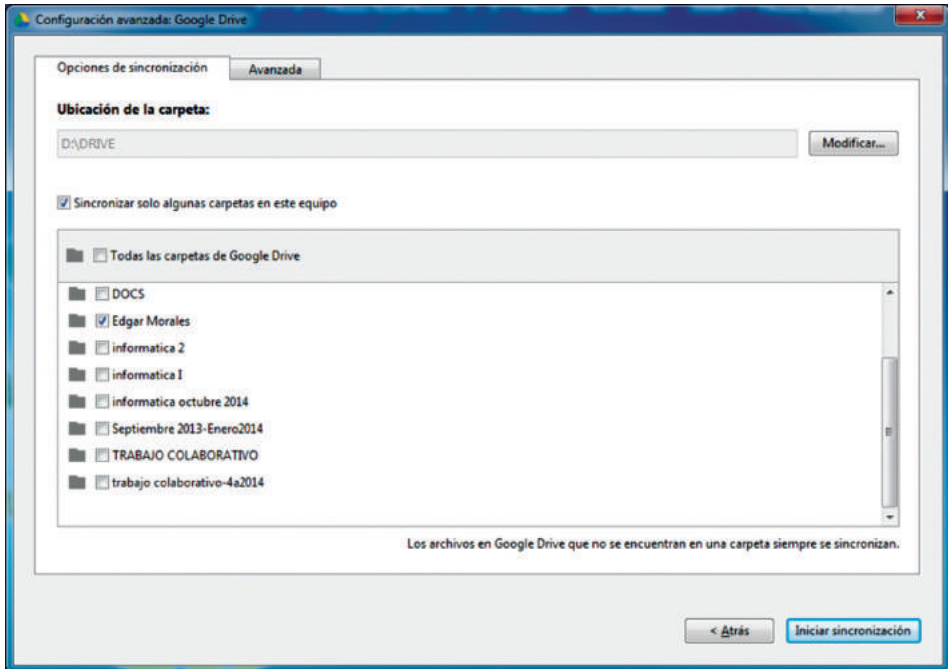 Configuración avanzada: Google Drive
Opciones de sincronización
Avanzada
Ubicación de la carpeta:
D:\DRIVE
Modificar...
Sincronizar solo algunas carpetas en este equipo
Todas las carpetas de Google Drive
DOCS
Edgar Morales
informatica 2
informatica I
informatica octubre 2014
Septiembre 2013-Enero2014
TRABAJO COLABORATIVO
trabajo colaborativo-4a2014
Los archivos en Google Drive que no se encuentran en una carpeta siempre se sincronizan.
< Atrás
Iniciar sincronización